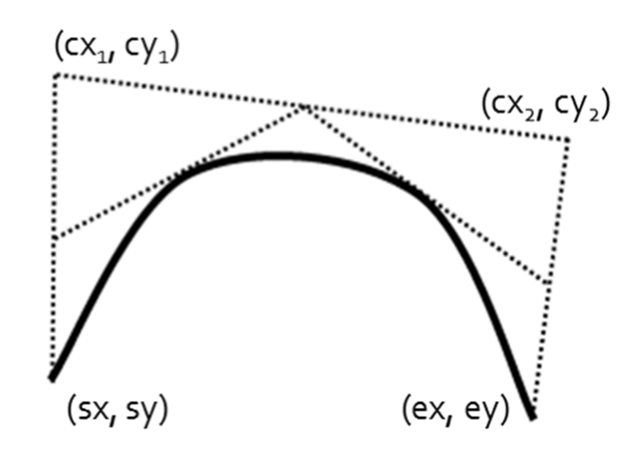 (cx₁, cy₁)
(cx₂, cy₂)
(sx, sy)
(ex, ey)